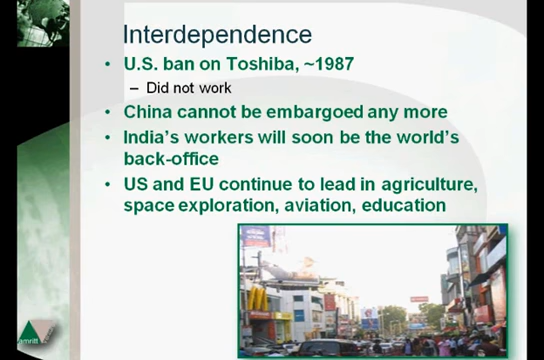 Interdependence
• U.S. ban on Toshiba, ~1987
– Did not work
• China cannot be embargoed any more
• India's workers will soon be the world's
back-office
• US and EU continue to lead in agriculture,
space exploration, aviation, education
amritt